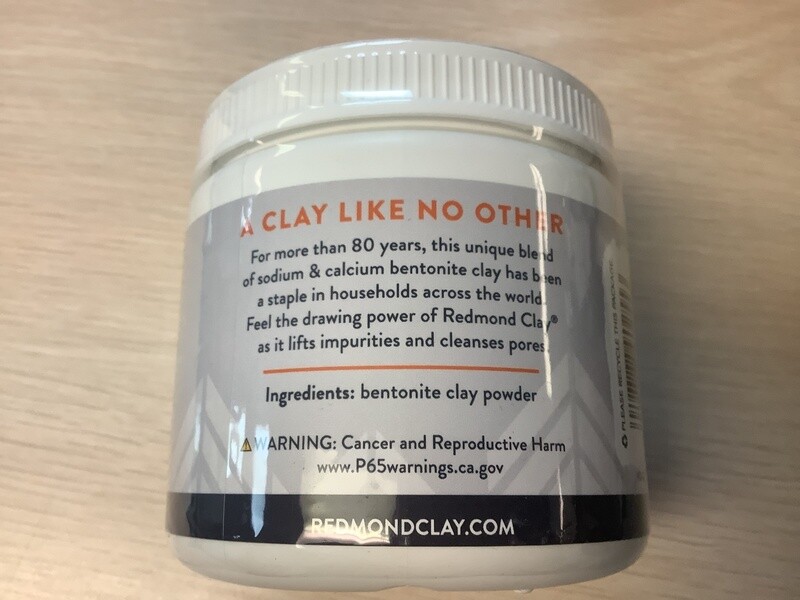 A CLAY LIKE NO OTHER
For more than 80 years, this unique blend
of sodium & calcium bentonite clay has been
a staple in households across the world.
Feel the drawing power of Redmond Clay®
as it lifts impurities and cleanses pores.
Ingredients: bentonite clay powder
⚠WARNING: Cancer and Reproductive Harm
www.P65warnings.ca.gov
REDMONDCLAY.COM
♻ PLEASE RECYCLE THIS PACKAGE